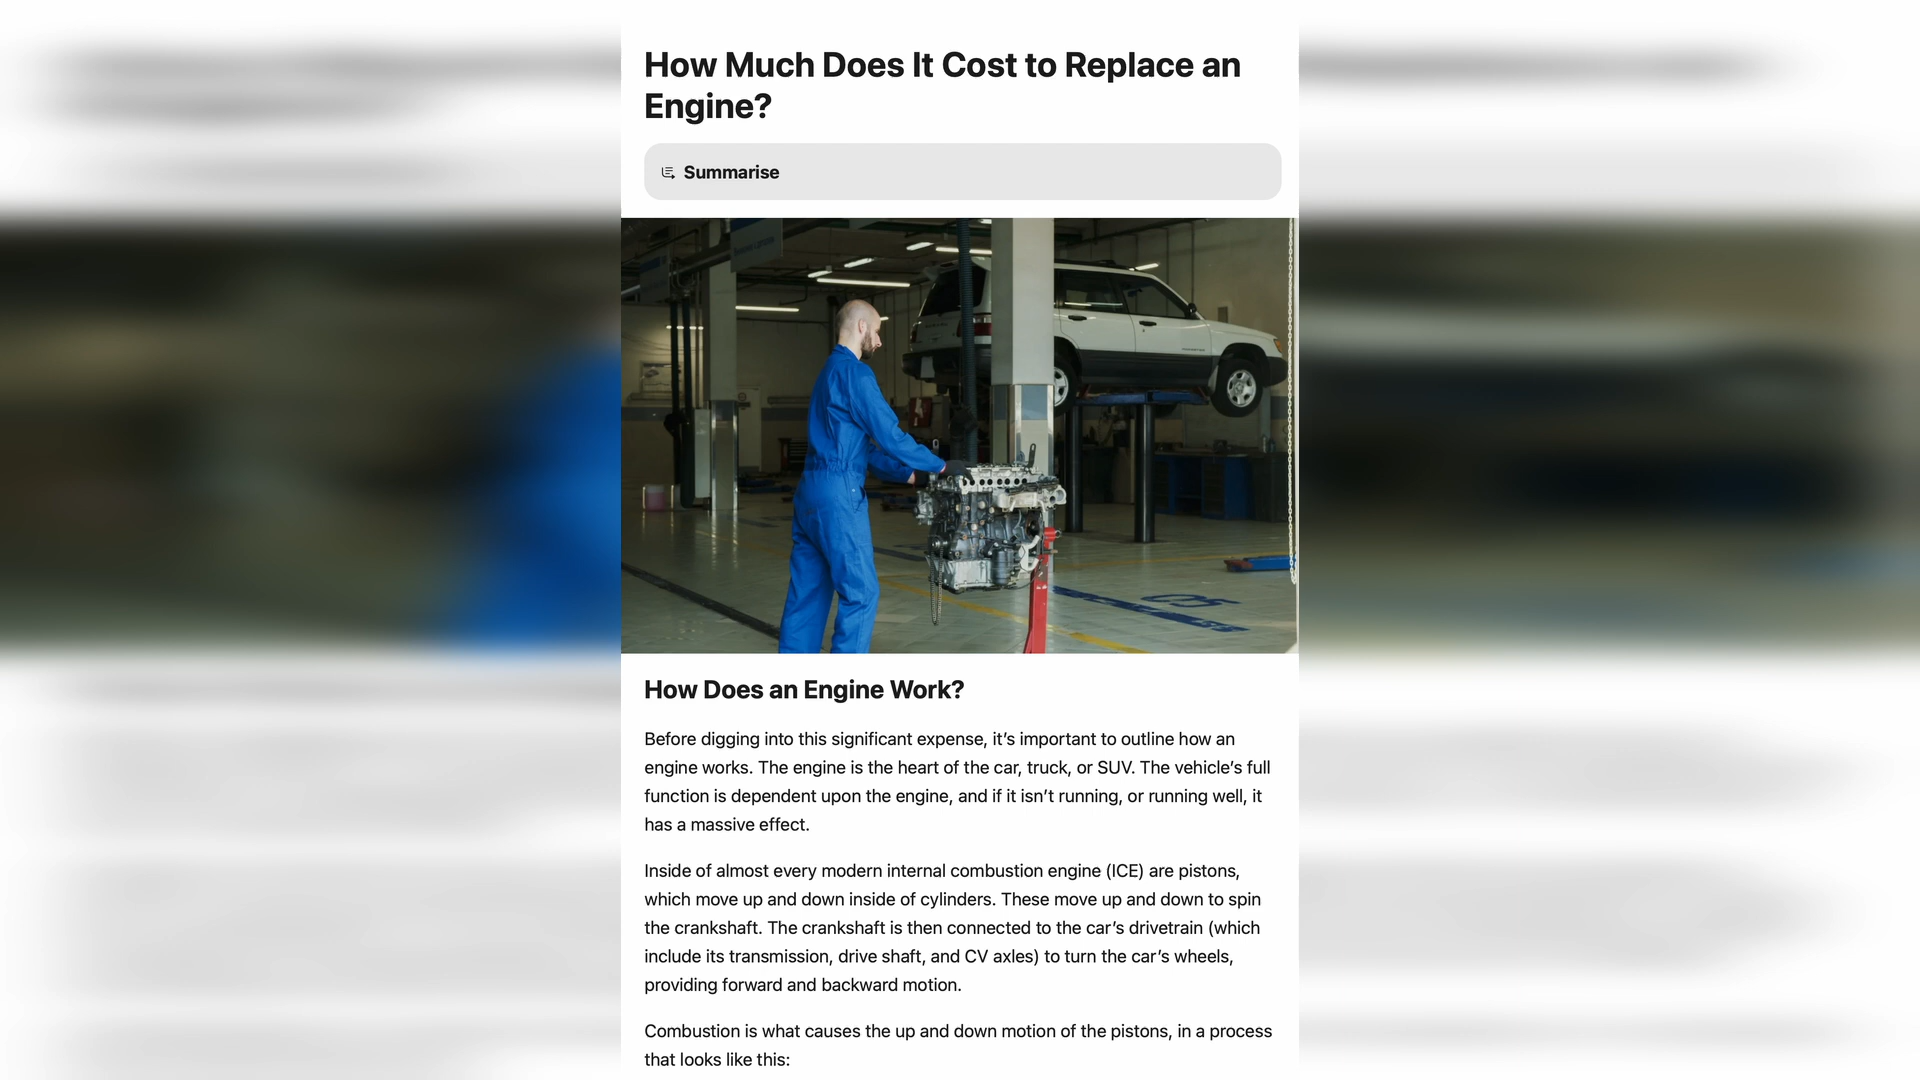 How Much Does It Cost to Replace an
Engine?
Summarise
05
How Does an Engine Work?
Before digging into this significant expense, it’s important to outline how an
engine works. The engine is the heart of the car, truck, or SUV. The vehicle’s full
function is dependent upon the engine, and if it isn’t running, or running well, it
has a massive effect.
Inside of almost every modern internal combustion engine (ICE) are pistons,
which move up and down inside of cylinders. These move up and down to spin
the crankshaft. The crankshaft is then connected to the car’s drivetrain (which
include its transmission, drive shaft, and CV axles) to turn the car’s wheels,
providing forward and backward motion.
Combustion is what causes the up and down motion of the pistons, in a process
that looks like this: